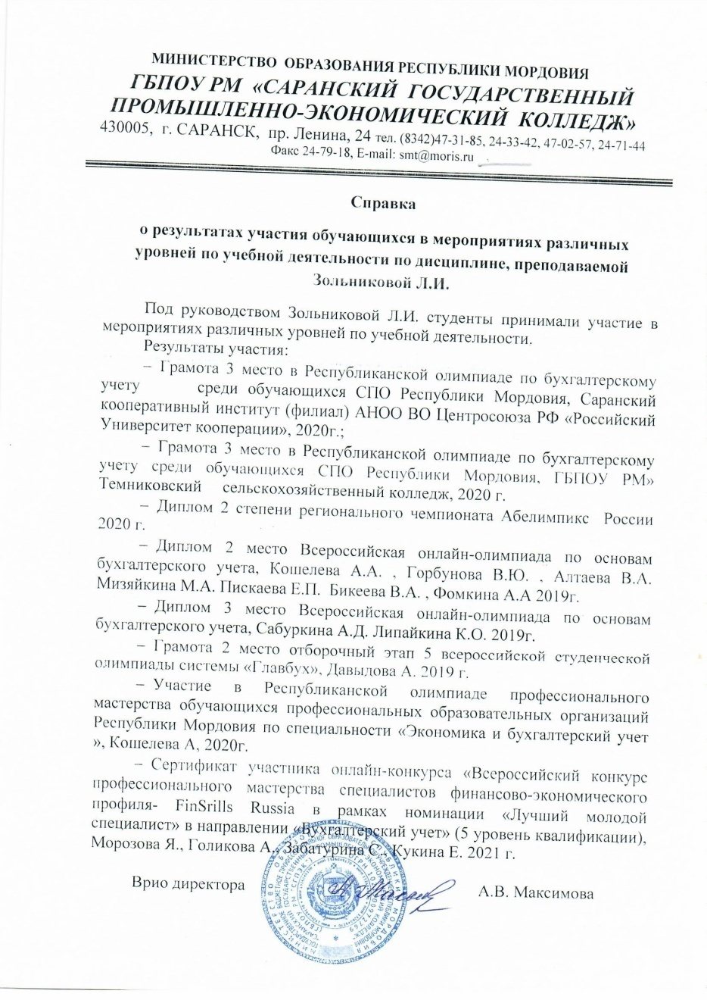 МИНИСТЕРСТВО ОБРАЗОВАНИЯ РЕСПУБЛИКИ МОРДОВИЯ
ГБПОУ РМ «САРАНСКИЙ ГОСУДАРСТВЕННЫЙ
ПРОМЫШЛЕННО-ЭКОНОМИЧЕСКИЙ КОЛЛЕДЖ»
430005, г. САРАНСК, пр. Ленина, 24 тел. (8342)47-31-85, 24-33-42, 47-02-57, 24-71-44
Факс 24-79-18, E-mail: smt@moris.ru
Справка
о результатах участия обучающихся в мероприятиях различных
уровней по учебной деятельности по дисциплине, преподаваемой
Зольниковой Л.И.
Под руководством Зольниковой Л.И. студенты принимали участие в
мероприятиях различных уровней по учебной деятельности.
Результаты участия:
– Грамота 3 место в Республиканской олимпиаде по бухгалтерскому
учету среди обучающихся СПО Республики Мордовия, Саранский
кооперативный институт (филиал) АНОО ВО Центросоюза РФ «Российский
Университет кооперации», 2020г.;
– Грамота 3 место в Республиканской олимпиаде по бухгалтерскому
учету среди обучающихся СПО Республики Мордовия, ГБПОУ РМ»
Темниковский сельскохозяйственный колледж, 2020 г.
– Диплом 2 степени регионального чемпионата Абелимпикс России
2020 г.
– Диплом 2 место Всероссийская онлайн-олимпиада по основам
бухгалтерского учета, Кошелева А.А. , Горбунова В.Ю. , Алтаева В.А.
Мизяйкина М.А. Пискаева Е.П. Бикеева В.А. , Фомкина А.А 2019г.
– Диплом 3 место Всероссийская онлайн-олимпиада по основам
бухгалтерского учета, Сабуркина А.Д. Липайкина К.О. 2019г.
– Грамота 2 место отборочный этап 5 всероссийской студенческой
олимпиады системы «Главбух», Давыдова А. 2019 г.
– Участие в Республиканской олимпиаде профессионального
мастерства обучающихся профессиональных образовательных организаций
Республики Мордовия по специальности «Экономика и бухгалтерский учет
», Кошелева А, 2020г.
– Сертификат участника онлайн-конкурса «Всероссийский конкурс
профессионального мастерства специалистов финансово-экономического
профиля- FinSrills Russia в рамках номинации «Лучший молодой
специалист» в направлении «Бухгалтерский учет» (5 уровень квалификации),
Морозова Я., Голикова А., Забатурина С., Кукина Е. 2021 г.
Врио директора А.В. Максимова